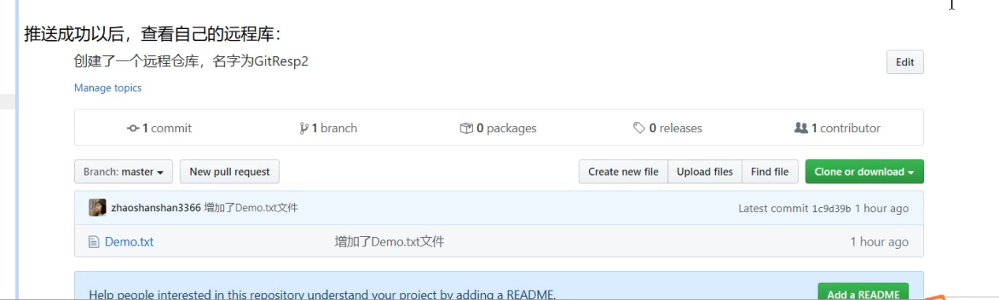 推送成功以后，查看自己的远程库：
创建了一个远程仓库，名字为GitResp2
Edit
Manage topics
1 commit
1 branch
0 packages
0 releases
1 contributor
Branch: master
New pull request
Create new file
Upload files
Find file
Clone or download
zhaoshanshan3366 增加了Demo.txt文件
Latest commit 1c9d39b 1 hour ago
Demo.txt
增加了Demo.txt文件
1 hour ago
Help people interested in this repository understand your project by adding a README.
Add a README